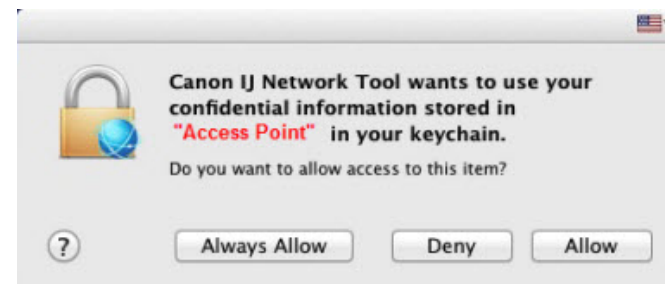 Canon IJ Network Tool wants to use your
confidential information stored in
"Access Point" in your keychain.
Do you want to allow access to this item?
? Always Allow Deny Allow